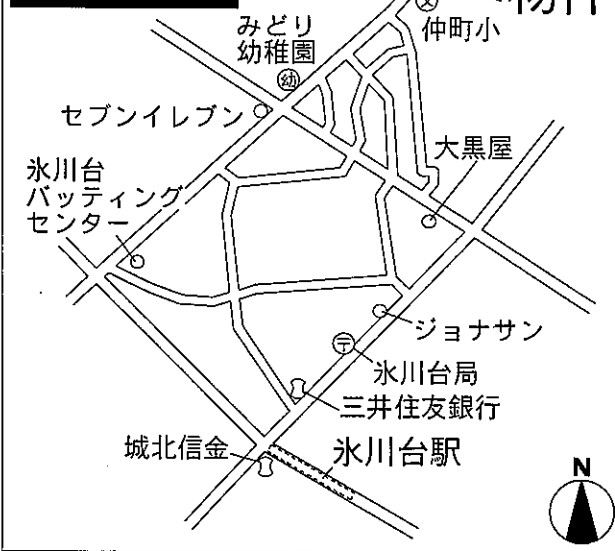 仲町小
みどり
幼稚園
幼
セブンイレブン
大黒屋
氷川台
バッティング
センター
ジョナサン
〒
氷川台局
三井住友銀行
城北信金
氷川台駅
N